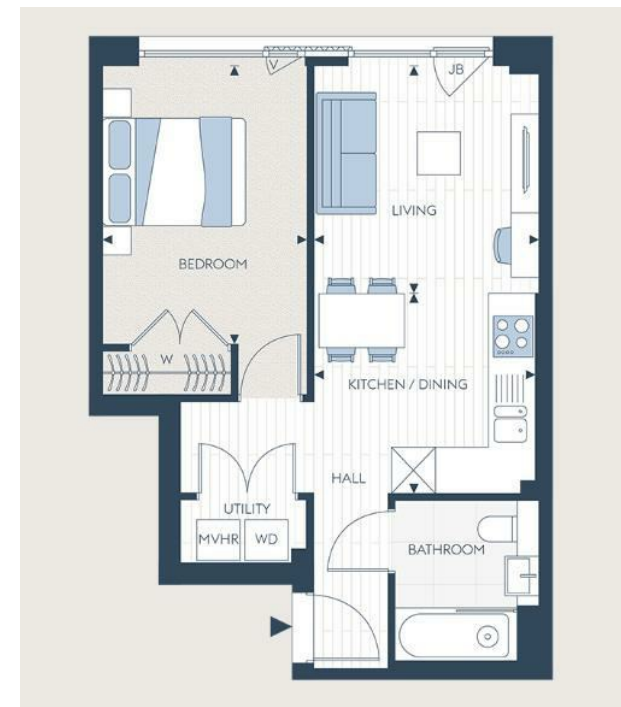 V
JB
LIVING
BEDROOM
W
KITCHEN / DINING
HALL
UTILITY
MVHR
WD
BATHROOM